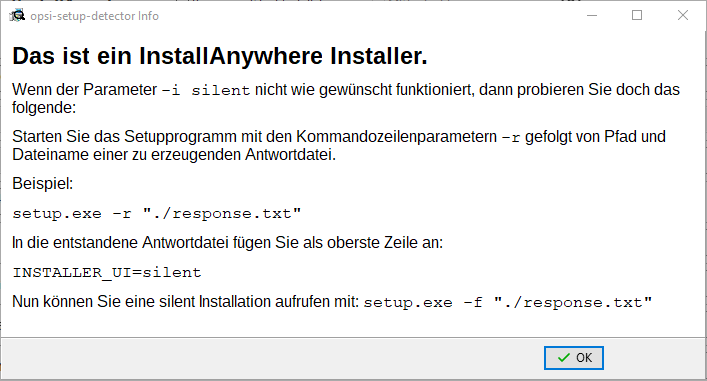 opsi-setup-detector Info
Das ist ein InstallAnywhere Installer.
Wenn der Parameter -i silent nicht wie gewünscht funktioniert, dann probieren Sie doch das
folgende:
Starten Sie das Setupprogramm mit den Kommandozeilenparametern -r gefolgt von Pfad und
Dateiname einer zu erzeugenden Antwortdatei.
Beispiel:
setup.exe -r "./response.txt"
In die entstandene Antwortdatei fügen Sie als oberste Zeile an:
INSTALLER_UI=silent
Nun können Sie eine silent Installation aufrufen mit: setup.exe -f "./response.txt"
OK